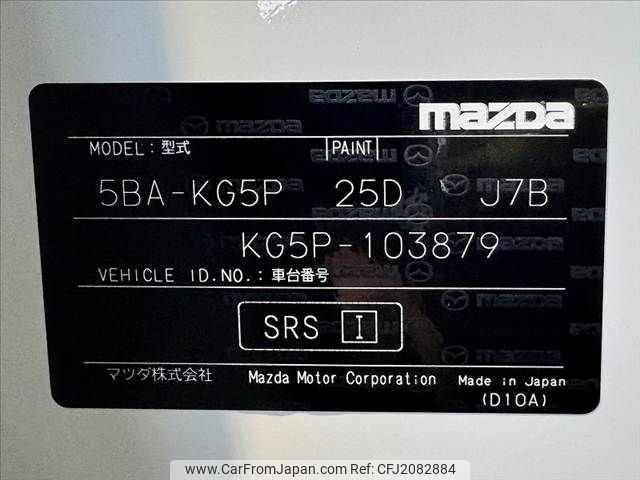 mazda
MODEL:型式 PAINT
5BA-KG5P 25D J7B
KG5P-103879
VEHICLE ID.NO.:車台番号
SRS I
マツダ株式会社 Mazda Motor Corporation Made in Japan
(D10A)
www.CarFromJapan.com - CFJ2082884